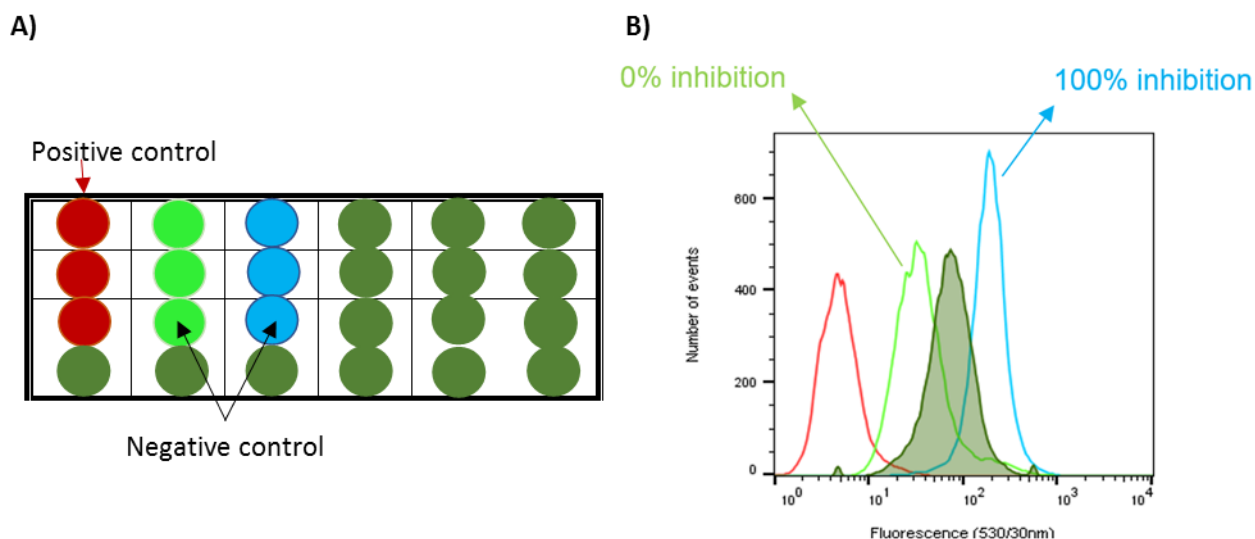 A)
B)
0% inhibition
100% inhibition
Positive control
Negative control
600
400
200
0
Number of events
10⁰
10¹
10²
10³
10⁴
Fluorescence (530/30nm)